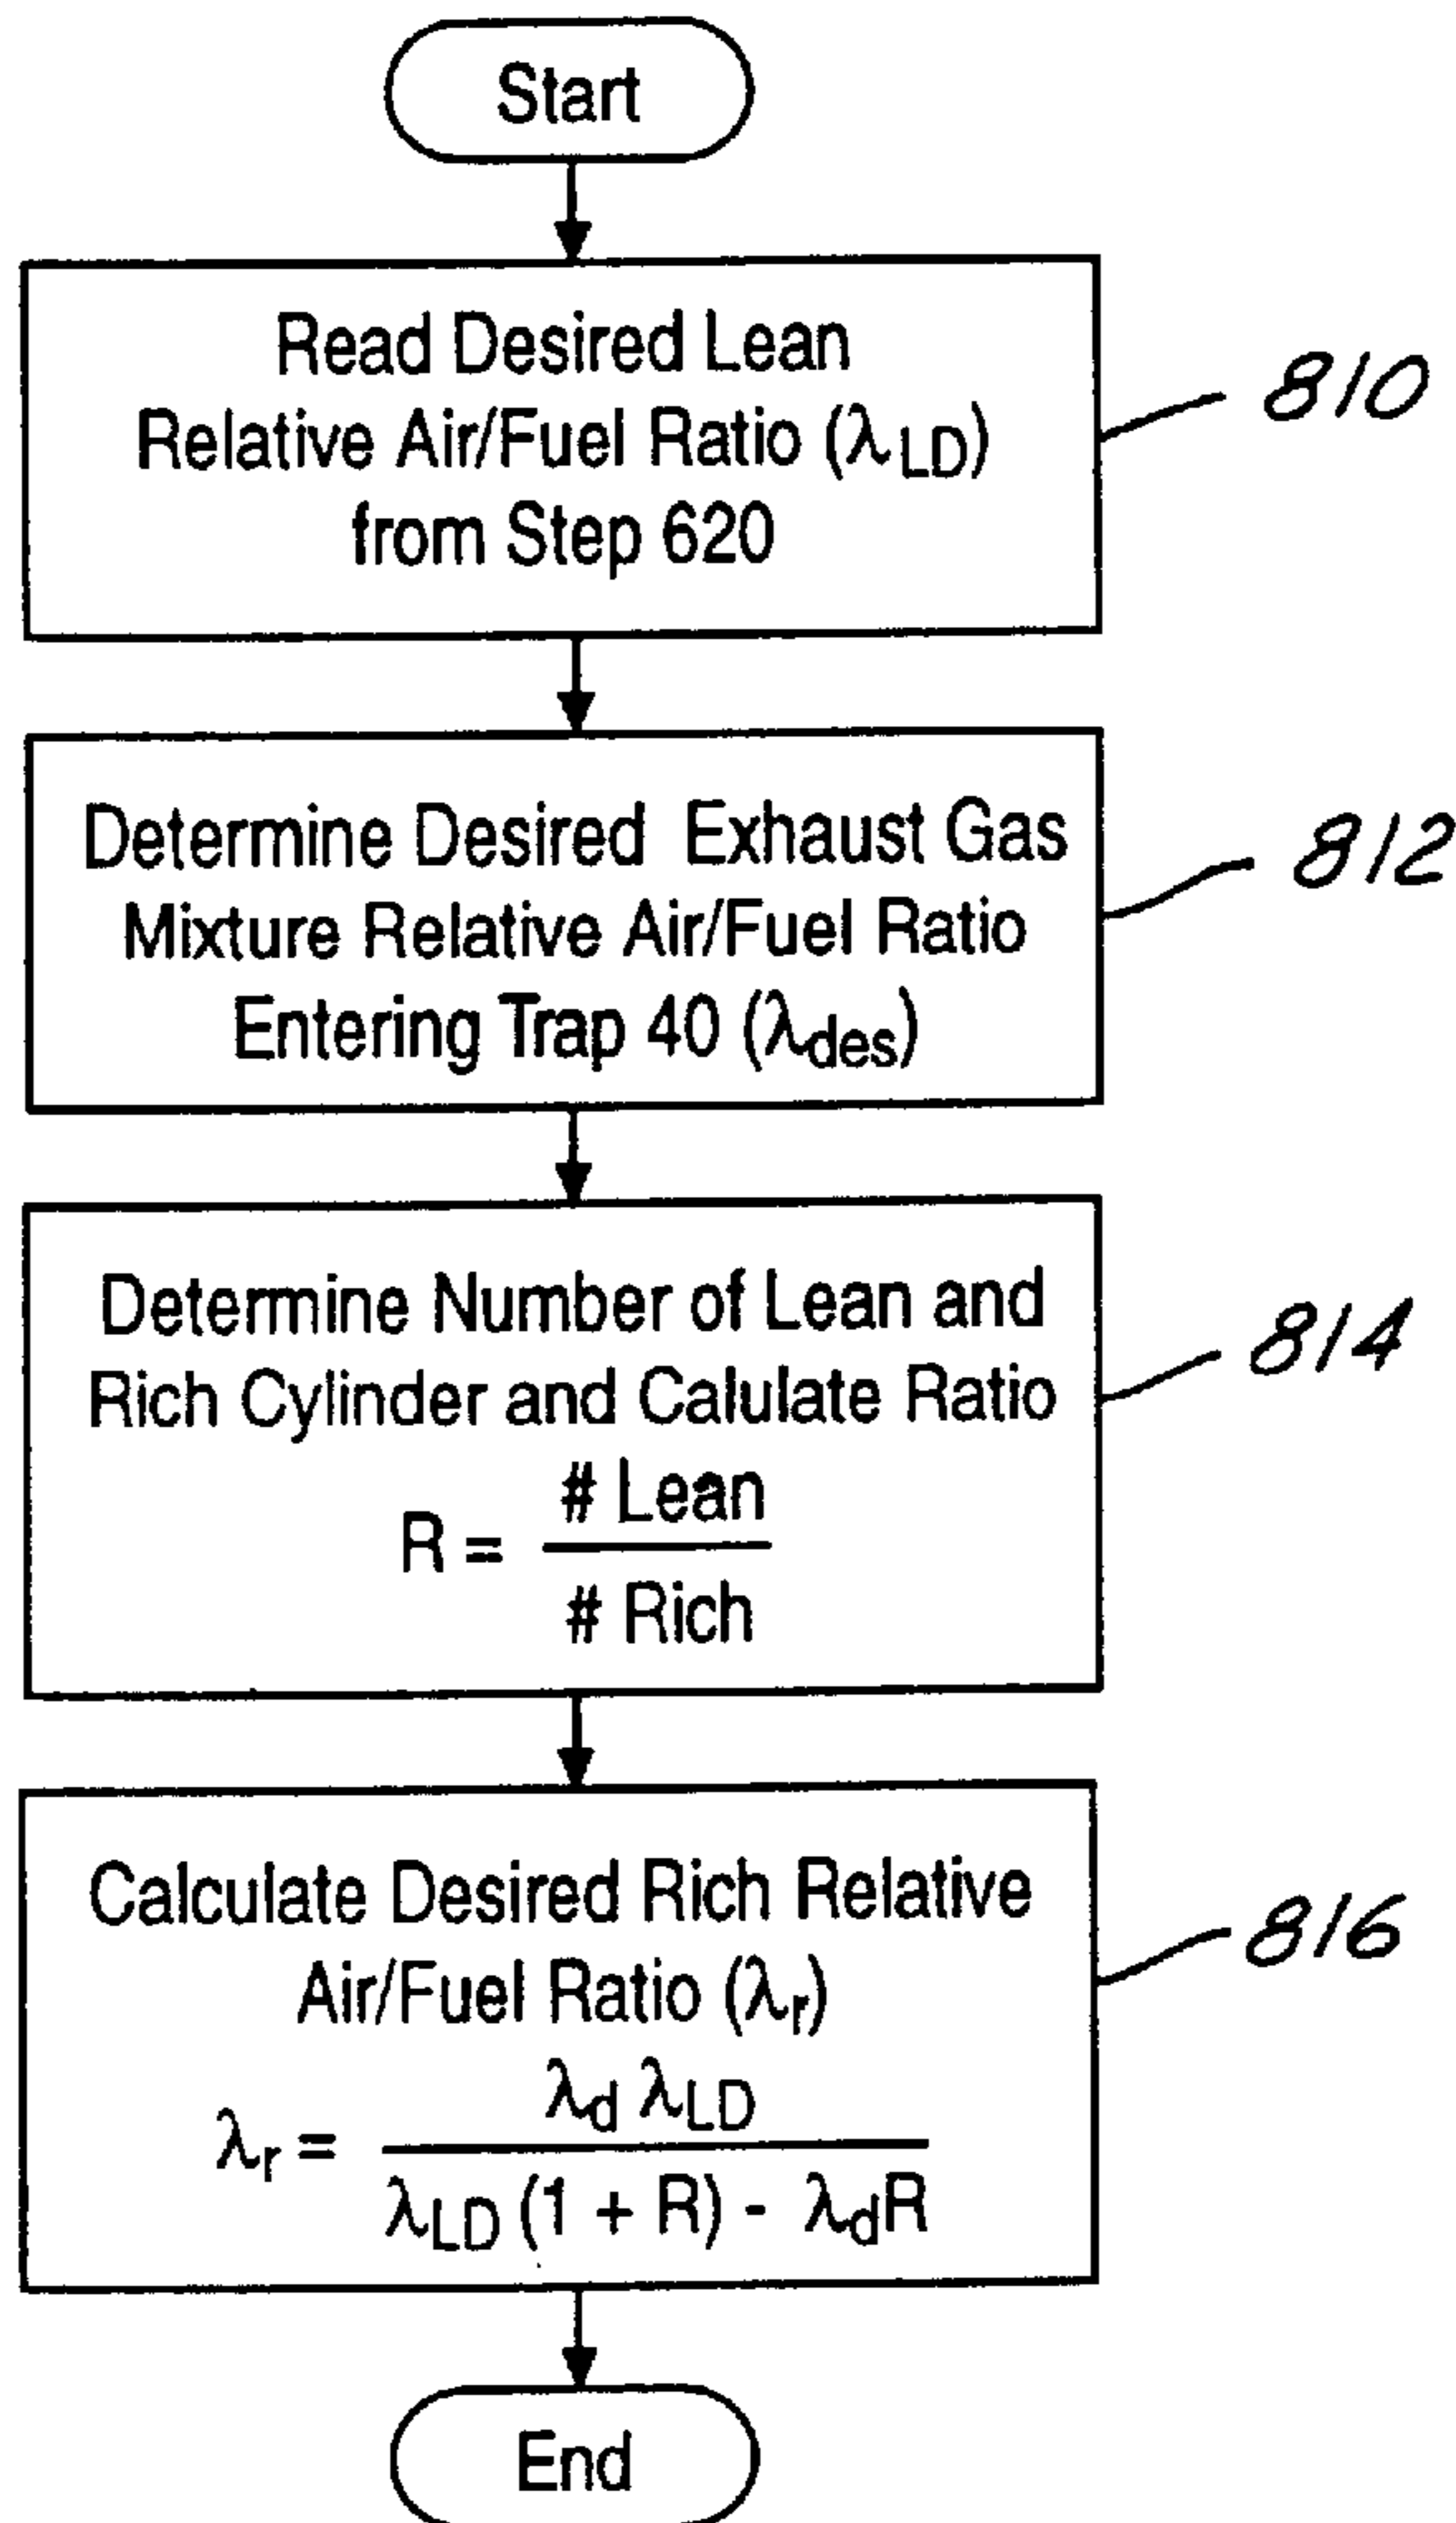 Start
Read Desired Lean
Relative Air/Fuel Ratio (λLD)
from Step 620
810
Determine Desired Exhaust Gas
Mixture Relative Air/Fuel Ratio
Entering Trap 40 (λdes)
812
Determine Number of Lean and
Rich Cylinder and Calulate Ratio
R = # Lean
# Rich
814
Calculate Desired Rich Relative
Air/Fuel Ratio (λr)
λr = λd λLD
λLD (1 + R) - λdR
816
End